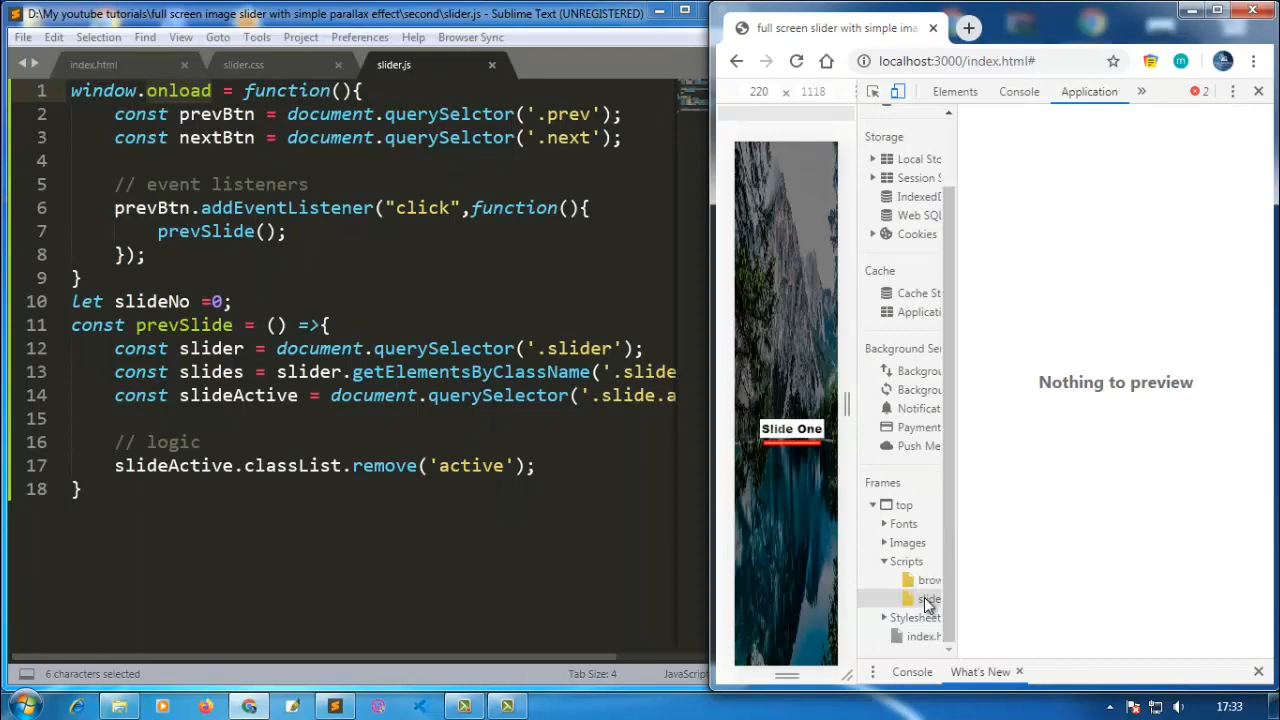 D:\My youtube tutorials\full screen image slider with simple parallax effect\second\slider.js - Sublime Text (UNREGISTERED)
File Edit Selection Find View Goto Tools Project Preferences Help Browser Sync
index.html slider.css slider.js
1 window.onload = function(){
2 const prevBtn = document.querySelctor('.prev');
3 const nextBtn = document.querySelctor('.next');
4
5 // event listeners
6 prevBtn.addEventListener("click",function(){
7 prevSlide();
8 });
9 }
10 let slideNo =0;
11 const prevSlide = () =>{
12 const slider = document.querySelector('.slider');
13 const slides = slider.getElementsByClassName('.slide
14 const slideActive = document.querySelector('.slide.a
15
16 // logic
17 slideActive.classList.remove('active');
18 }
6 characters selected
Tab Size: 4
JavaScrip
full screen slider with simple ima
localhost:3000/index.html#
220 x 1118
Elements Console Application » 2
Slide One
Storage
Local Sto
Session S
IndexedD
Web SQL
Cookies
Cache
Cache St
Applicati
Background Se
Backgrou
Backgrou
Notificat
Payment
Push Me
Frames
top
Fonts
Images
Scripts
brow
slide
Stylesheet
index.h
Nothing to preview
Console What's New
17:33